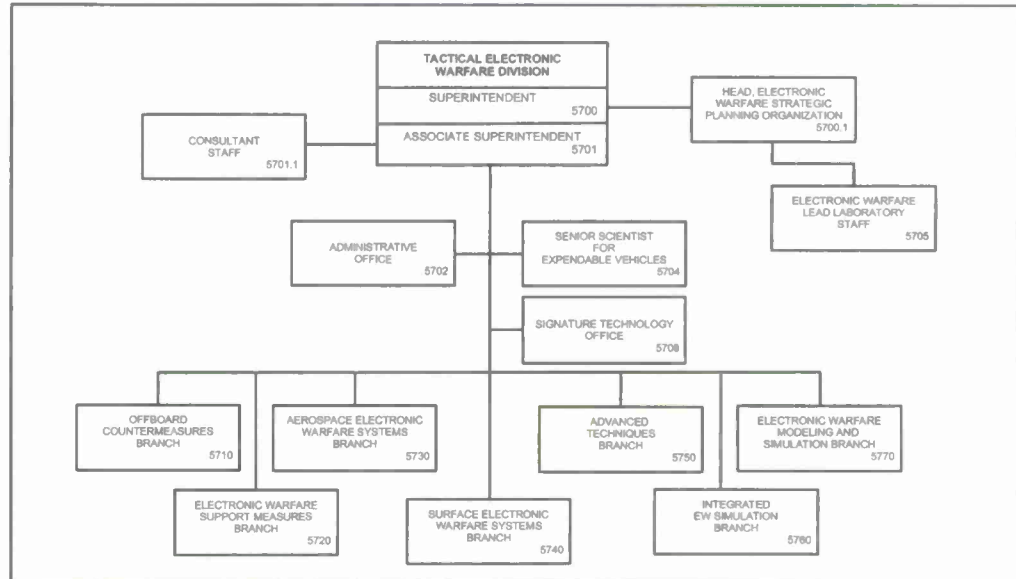 TACTICAL ELECTRONIC
WARFARE DIVISION
SUPERINTENDENT
5700
ASSOCIATE SUPERINTENDENT
5701
HEAD, ELECTRONIC
WARFARE STRATEGIC
PLANNING ORGANIZATION
5700.1
CONSULTANT
STAFF
5701.1
ELECTRONIC WARFARE
LEAD LABORATORY
STAFF
5705
ADMINISTRATIVE
OFFICE
5702
SENIOR SCIENTIST
FOR
EXPENDABLE VEHICLES
5704
SIGNATURE TECHNOLOGY
OFFICE
5708
OFFBOARD
COUNTERMEASURES
BRANCH
5710
AEROSPACE ELECTRONIC
WARFARE SYSTEMS
BRANCH
5730
ADVANCED
TECHNIQUES
BRANCH
5750
ELECTRONIC WARFARE
MODELING AND
SIMULATION BRANCH
5770
ELECTRONIC WARFARE
SUPPORT MEASURES
BRANCH
5720
SURFACE ELECTRONIC
WARFARE SYSTEMS
BRANCH
5740
INTEGRATED
EW SIMULATION
BRANCH
5760